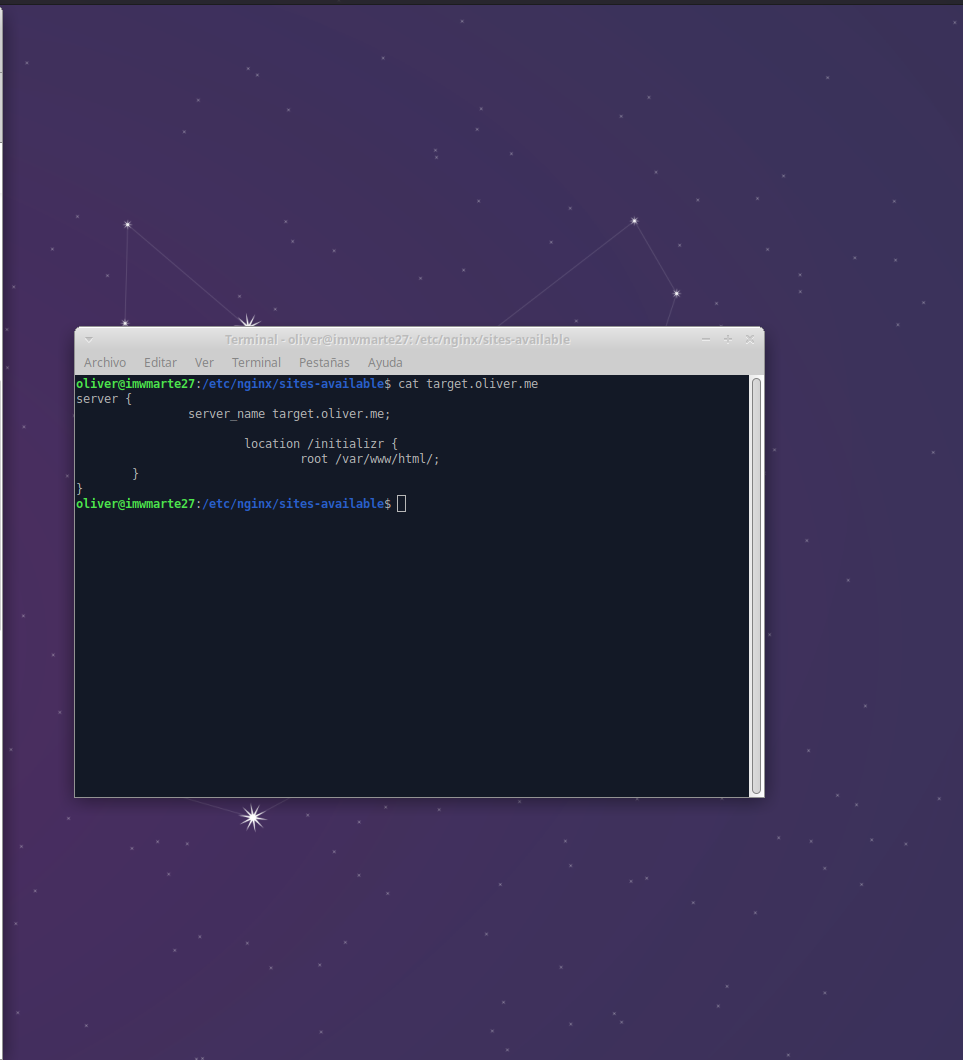 Terminal - oliver@imwmarte27: /etc/nginx/sites-available
Archivo Editar Ver Terminal Pestañas Ayuda
oliver@imwmarte27:/etc/nginx/sites-available$ cat target.oliver.me
server {
server_name target.oliver.me;
location /initializr {
root /var/www/html/;
}
}
oliver@imwmarte27:/etc/nginx/sites-available$